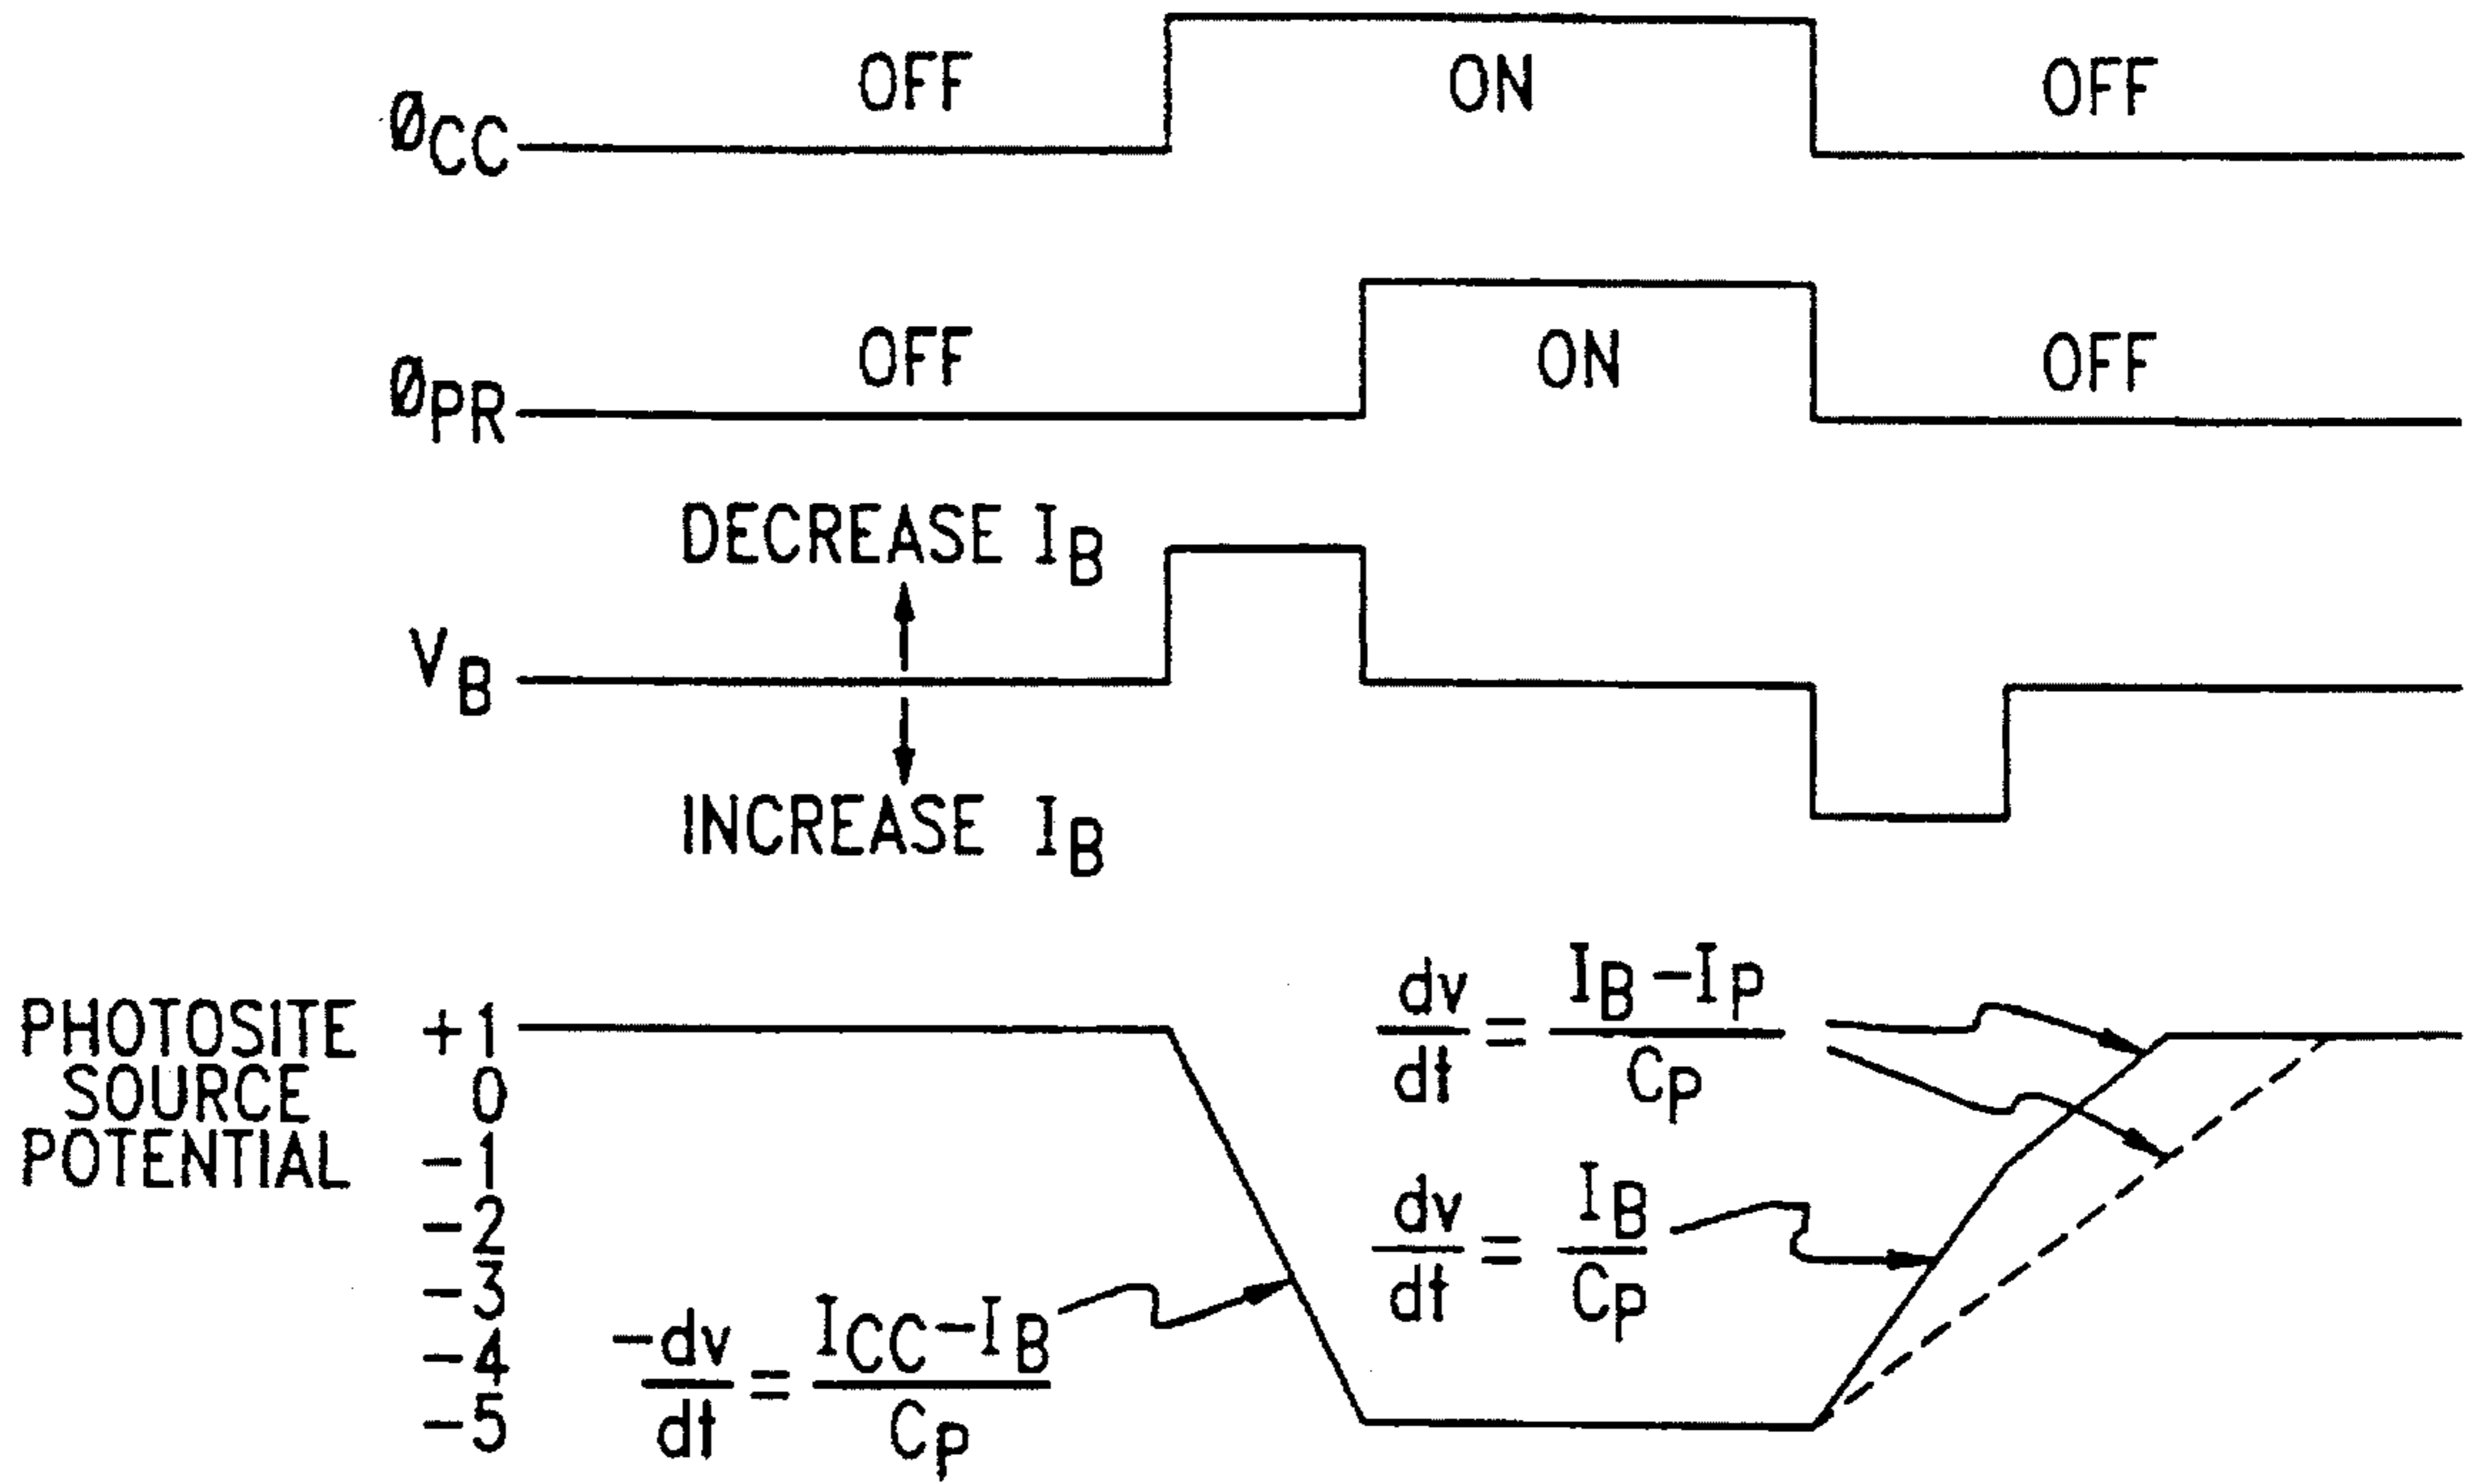 OFF ON OFF
ØCC
OFF ON OFF
ØPR
DECREASE IB
VB
INCREASE IB
PHOTOSITE
SOURCE
POTENTIAL
+1
0
-1
-2
-3
-4
-5
-dv/dt = ICC-IB/CP
dv/dt = IB-IP/CP
dv/dt = IB/CP